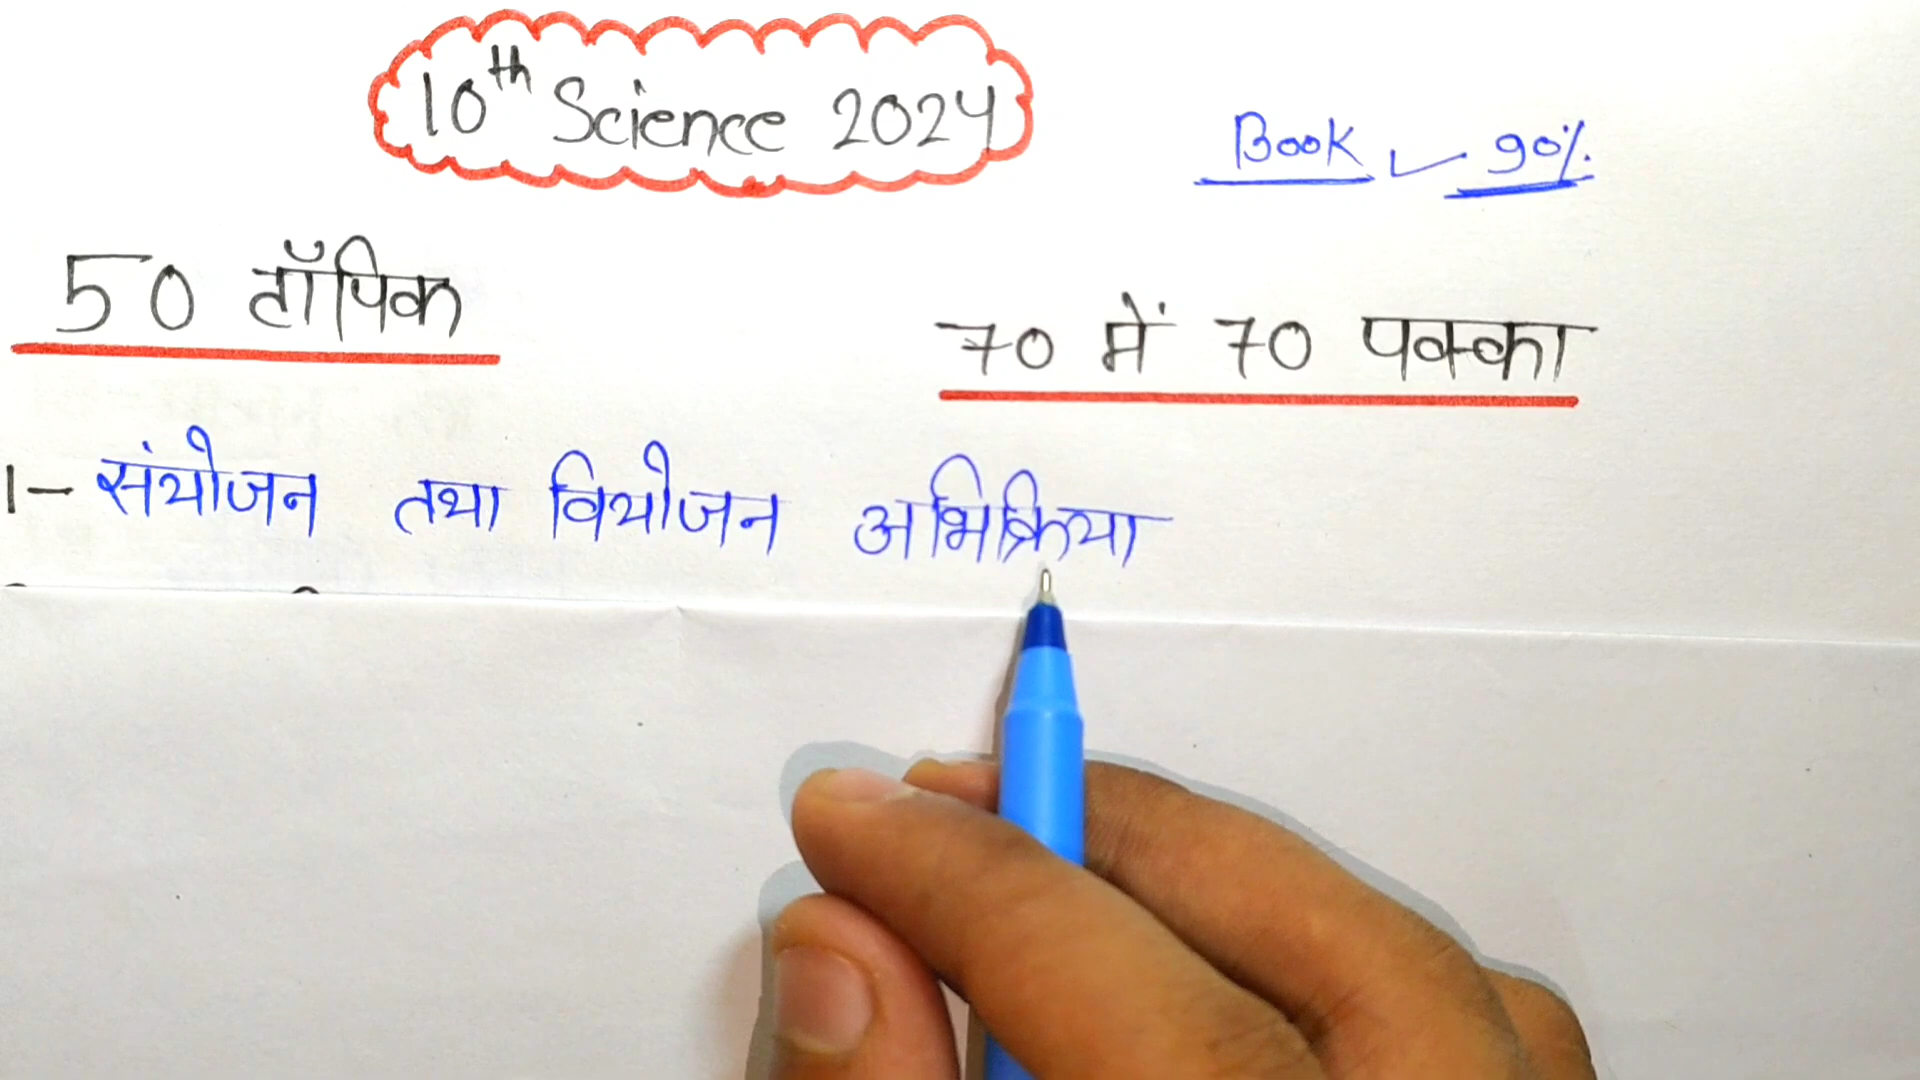 10th Science 2024
Book 90%
50 टॉपिक
70 में 70 पक्का
1- संयोजन तथा वियोजन अभिक्रिया